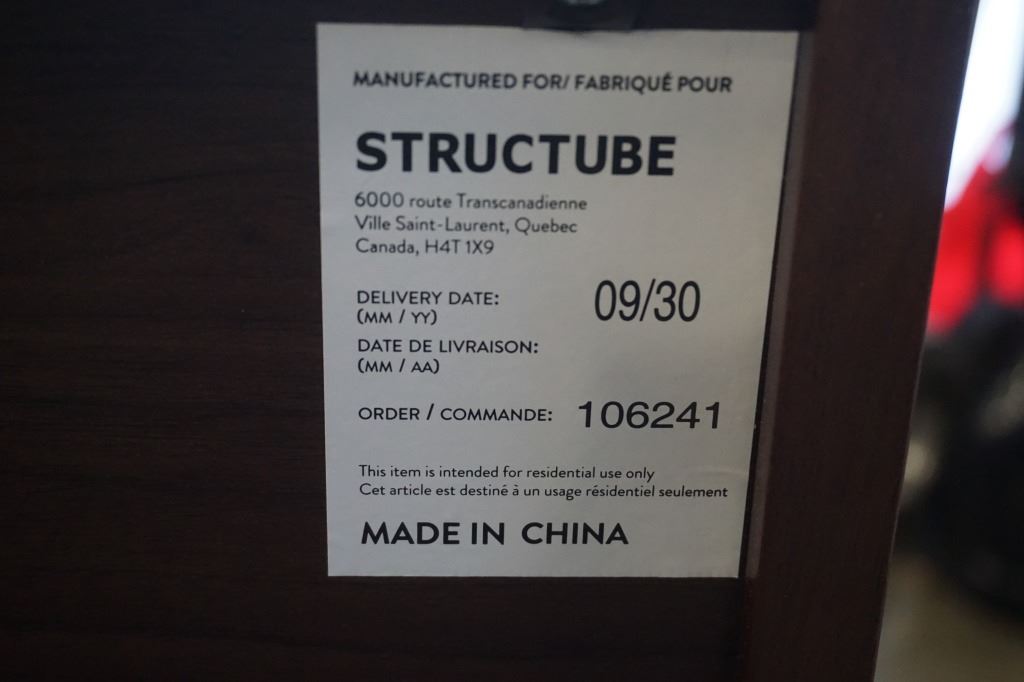 MANUFACTURED FOR/ FABRIQUÉ POUR
STRUCTUBE
6000 route Transcanadienne
Ville Saint-Laurent, Quebec
Canada, H4T 1X9
DELIVERY DATE: 09/30
(MM / YY)
DATE DE LIVRAISON:
(MM / AA)
ORDER / COMMANDE: 106241
This item is intended for residential use only
Cet article est destiné à un usage résidentiel seulement
MADE IN CHINA